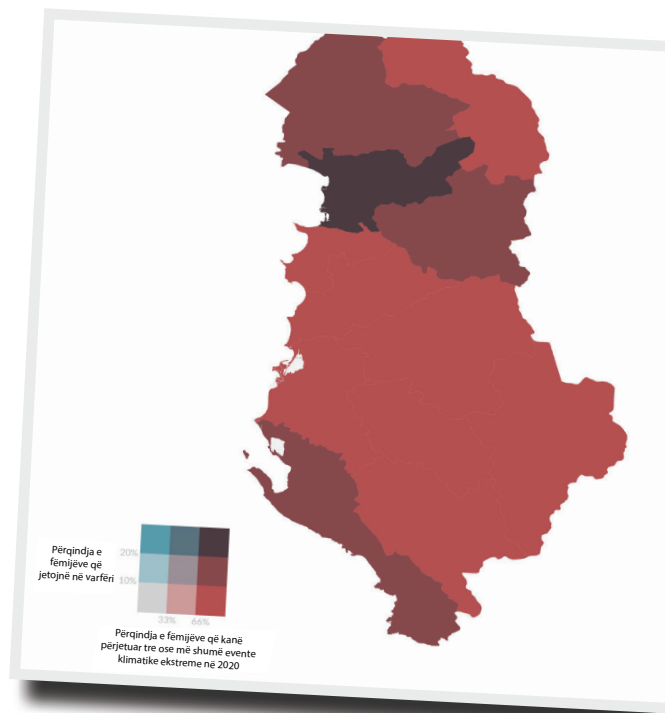 Përqindja e
fëmijëve që
jetojnë në varfëri
20%
10%
33% 66%
Përqindja e fëmijëve që kanë
përjetuar tre ose më shumë evente
klimatike ekstreme në 2020